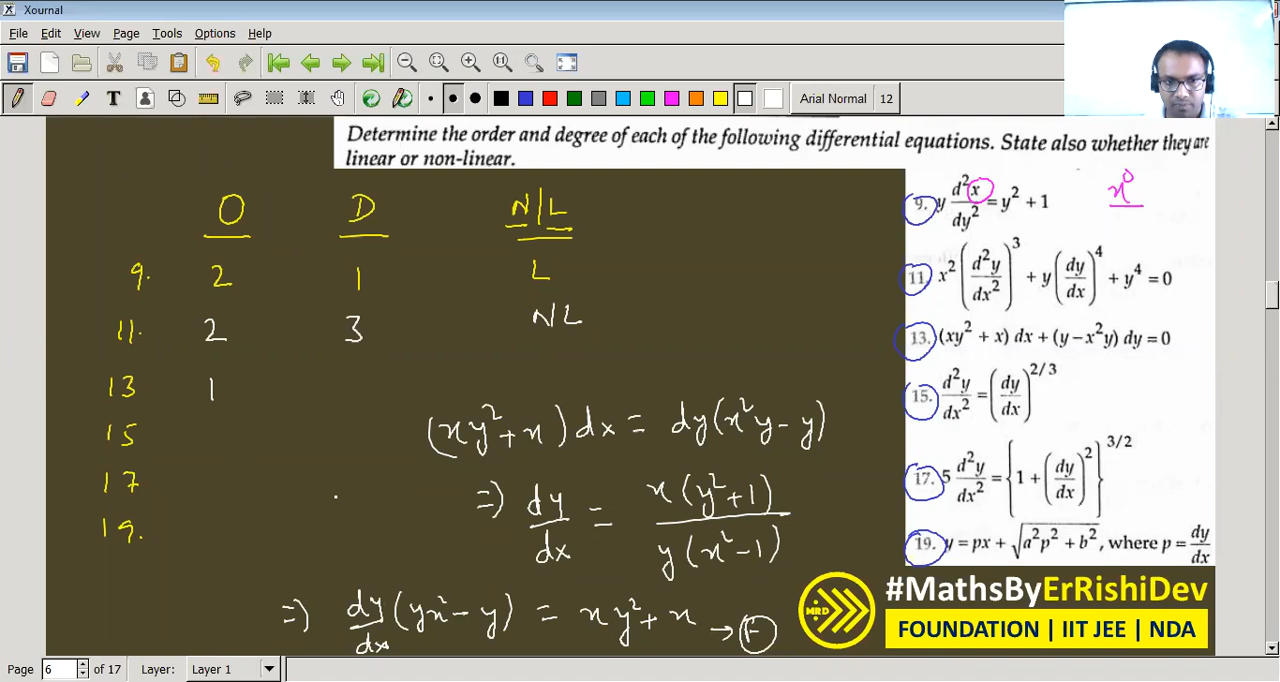 Xournal
File Edit View Page Tools Options Help
Arial Normal 12
Determine the order and degree of each of the following differential equations. State also whether they are
linear or non-linear.
O D N/L
9. 2 1 L
11. 2 3 NL
13 1
15
17
19.
(xy² + x) dx = dy(x²y − y)
=> dy/dx = x(y²+1) / y(x²−1)
=> dy/dx (yx² − y) = xy² + x → F
x⁰
9. y d²x/dy² = y² + 1
11. x² (d²y/dx²)³ + y (dy/dx)⁴ + y⁴ = 0
13. (xy² + x) dx + (y − x²y) dy = 0
15. d²y/dx² = (dy/dx)^2/3
17. 5 d²y/dx² = {1 + (dy/dx)²}^3/2
19. y = px + √(a²p² + b²), where p = dy/dx
MRD
#MathsByErRishiDev
FOUNDATION | IIT JEE | NDA
Page 6 of 17 Layer: Layer 1